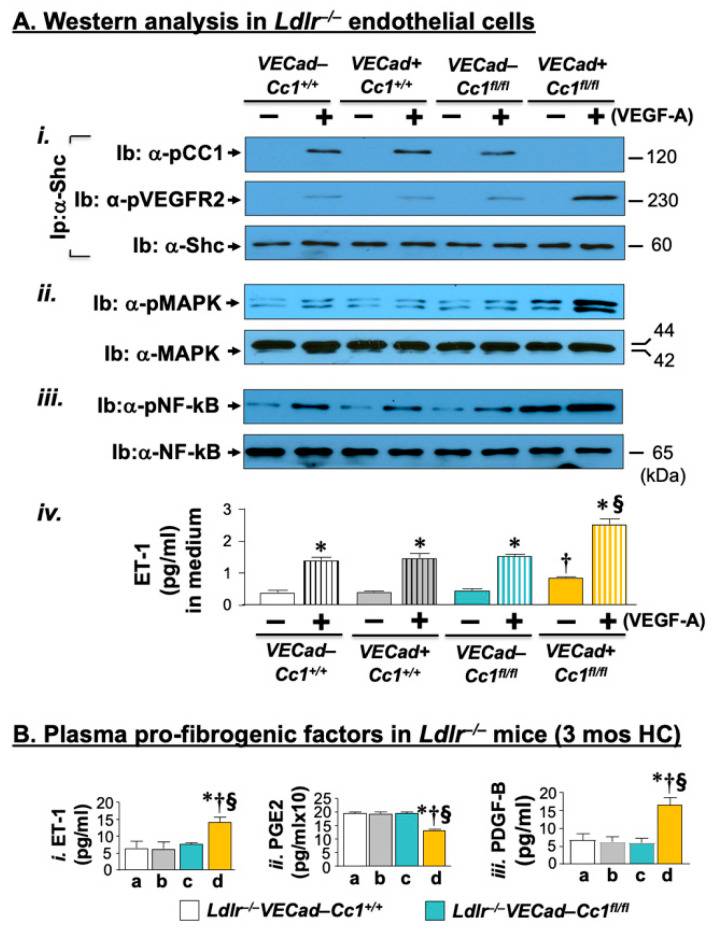 A. Western analysis in Ldlr–/– endothelial cells
VECad– VECad+ VECad– VECad+
Cc1+/+ Cc1+/+ Cc1fl/fl Cc1fl/fl
– + – + – + – + (VEGF-A)
i.
Ip:α-Shc
Ib: α-pCC1 120
Ib: α-pVEGFR2 230
Ib: α-Shc 60
ii.
Ib: α-pMAPK
Ib: α-MAPK 44
42
iii.
Ib:α-pNF-kB
Ib:α-NF-kB 65
(kDa)
iv.
ET-1
(pg/ml)
in medium
3
2
1
0
* * * † *§
– + – + – + – + (VEGF-A)
VECad– VECad+ VECad– VECad+
Cc1+/+ Cc1+/+ Cc1fl/fl Cc1fl/fl
B. Plasma pro-fibrogenic factors in Ldlr–/– mice (3 mos HC)
i. ET-1
(pg/ml)
20
15
10
5
0
*†§
a b c d
ii. PGE2
(pg/mlx10)
25
20
15
10
5
0
*†§
a b c d
iii. PDGF-B
(pg/ml)
20
15
10
5
0
*†§
a b c d
Ldlr–/–VECad–Cc1+/+ Ldlr–/–VECad–Cc1fl/fl